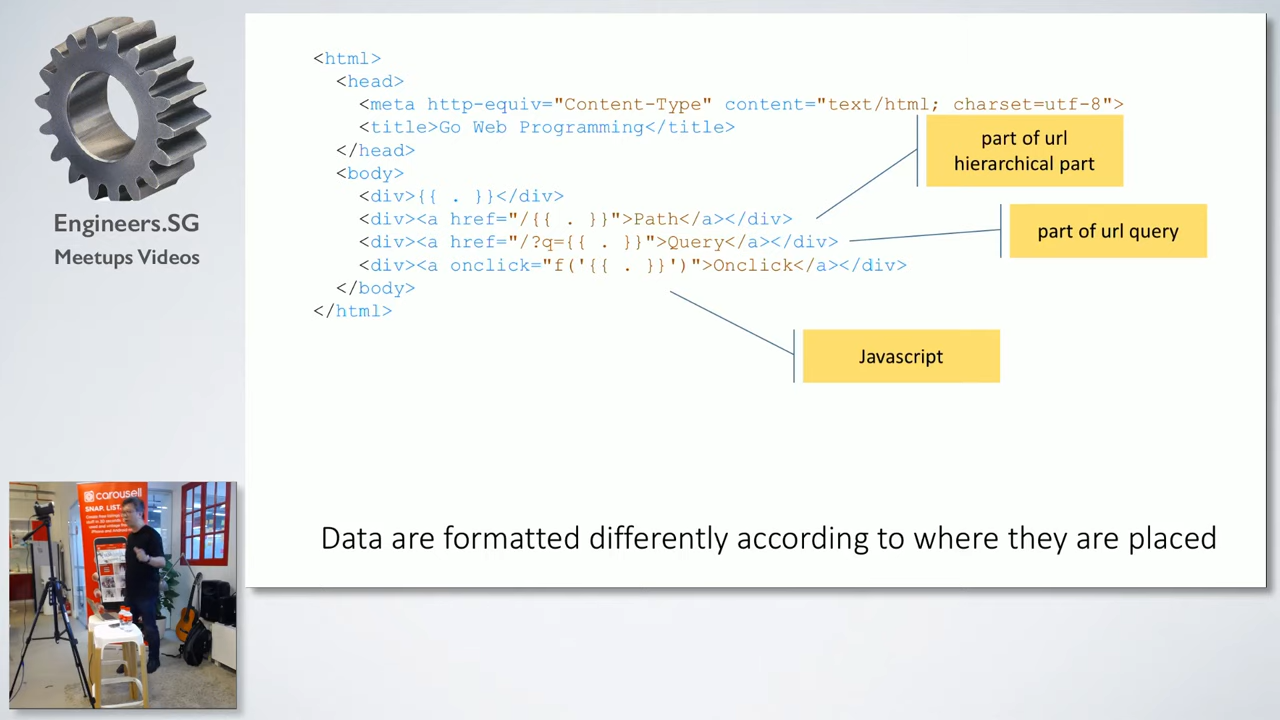 Engineers.SG
Meetups Videos
<html>
<head>
<meta http-equiv="Content-Type" content="text/html; charset=utf-8">
<title>Go Web Programming</title>
</head>
<body>
<div>{{ . }}</div>
<div><a href="/{{ . }}">Path</a></div>
<div><a href="/?q={{ . }}">Query</a></div>
<div><a onclick="f('{{ . }}')">Onclick</a></div>
</body>
</html>
part of url
hierarchical part
part of url query
Javascript
Data are formatted differently according to where they are placed
carousell
SNAP. LIST.